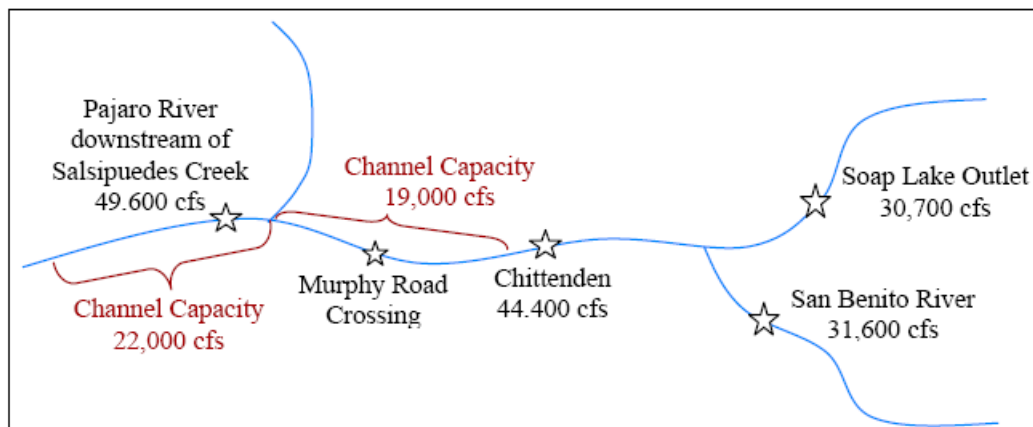 Pajaro River
downstream of
Salsipuedes Creek
49.600 cfs
Channel Capacity
19,000 cfs
Soap Lake Outlet
30,700 cfs
Channel Capacity
22,000 cfs
Murphy Road
Crossing
Chittenden
44.400 cfs
San Benito River
31,600 cfs